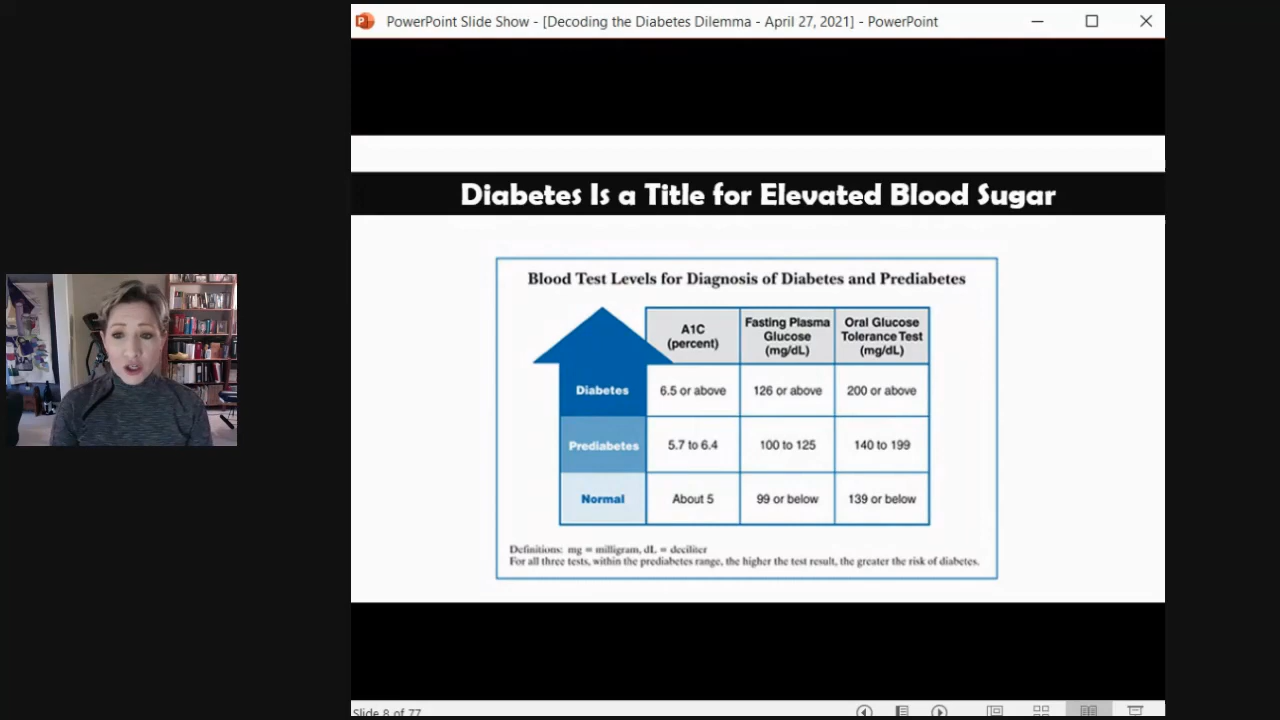 PowerPoint Slide Show - [Decoding the Diabetes Dilemma - April 27, 2021] - PowerPoint
Diabetes Is a Title for Elevated Blood Sugar
Blood Test Levels for Diagnosis of Diabetes and Prediabetes
A1C
(percent)
Fasting Plasma
Glucose
(mg/dL)
Oral Glucose
Tolerance Test
(mg/dL)
Diabetes
6.5 or above
126 or above
200 or above
Prediabetes
5.7 to 6.4
100 to 125
140 to 199
Normal
About 5
99 or below
139 or below
Definitions: mg = milligram, dL = deciliter
For all three tests, within the prediabetes range, the higher the test result, the greater the risk of diabetes.
Slide 8 of 77